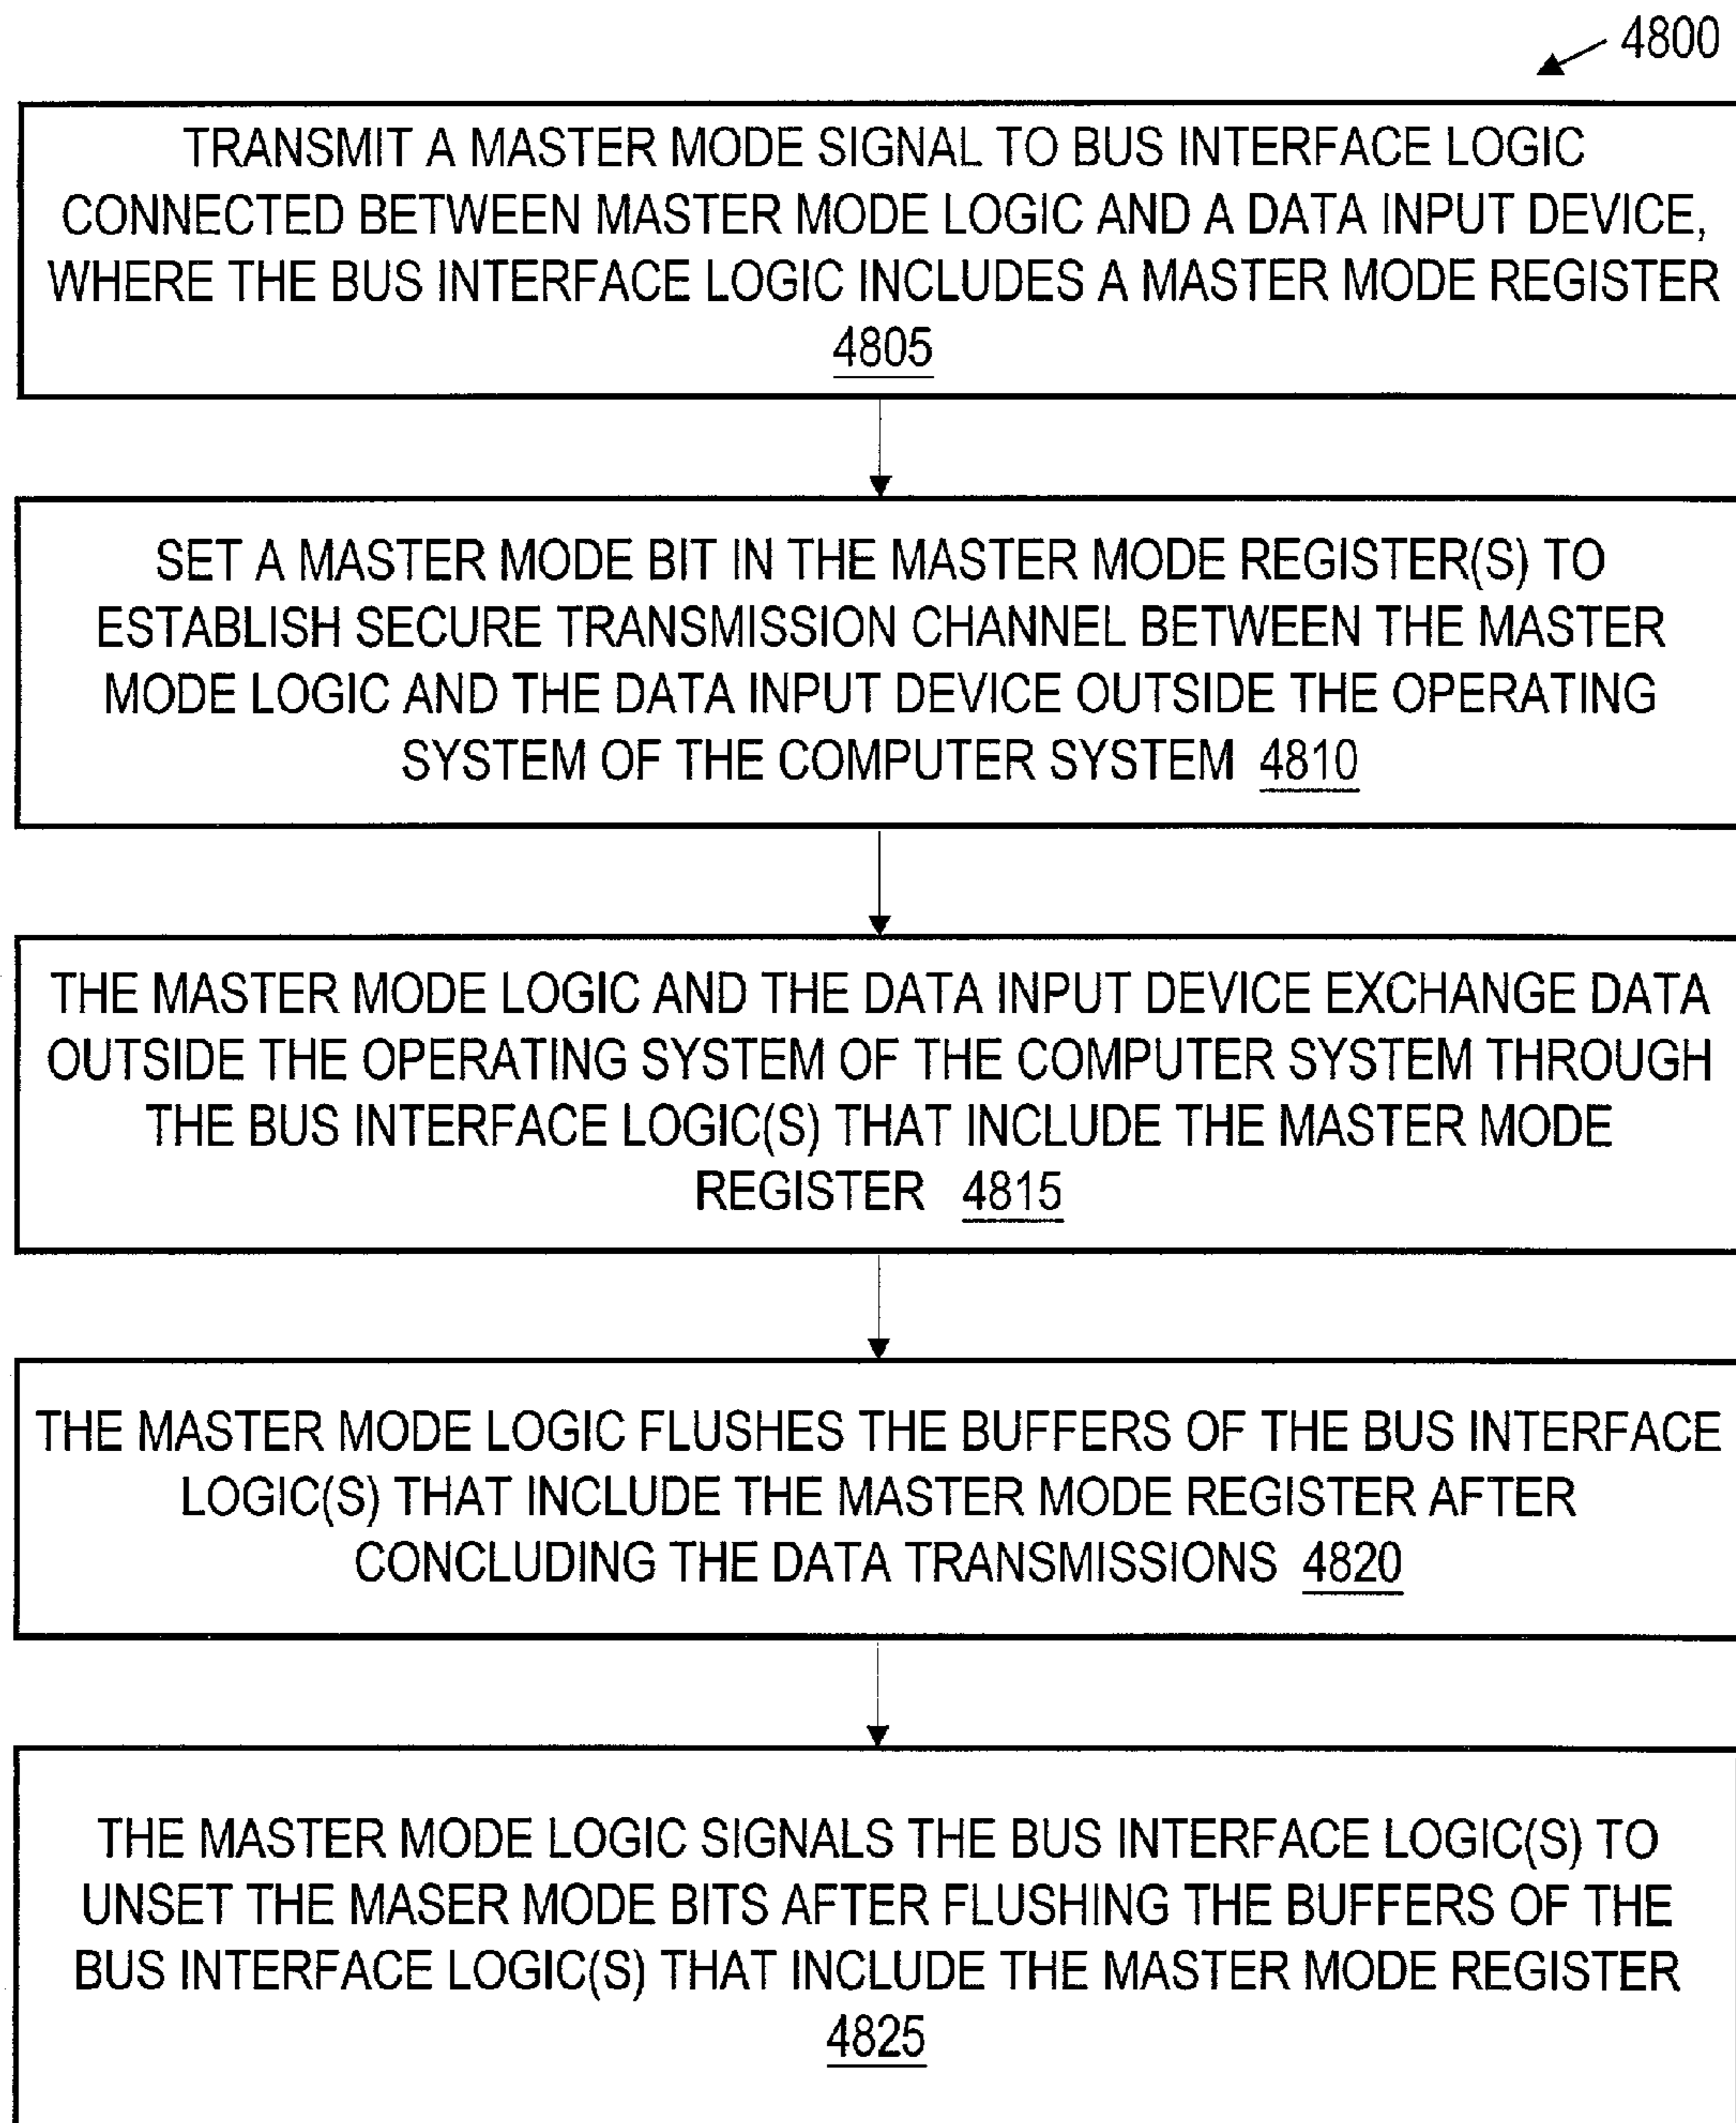 4800
TRANSMIT A MASTER MODE SIGNAL TO BUS INTERFACE LOGIC
CONNECTED BETWEEN MASTER MODE LOGIC AND A DATA INPUT DEVICE,
WHERE THE BUS INTERFACE LOGIC INCLUDES A MASTER MODE REGISTER
4805
SET A MASTER MODE BIT IN THE MASTER MODE REGISTER(S) TO
ESTABLISH SECURE TRANSMISSION CHANNEL BETWEEN THE MASTER
MODE LOGIC AND THE DATA INPUT DEVICE OUTSIDE THE OPERATING
SYSTEM OF THE COMPUTER SYSTEM 4810
THE MASTER MODE LOGIC AND THE DATA INPUT DEVICE EXCHANGE DATA
OUTSIDE THE OPERATING SYSTEM OF THE COMPUTER SYSTEM THROUGH
THE BUS INTERFACE LOGIC(S) THAT INCLUDE THE MASTER MODE
REGISTER 4815
THE MASTER MODE LOGIC FLUSHES THE BUFFERS OF THE BUS INTERFACE
LOGIC(S) THAT INCLUDE THE MASTER MODE REGISTER AFTER
CONCLUDING THE DATA TRANSMISSIONS 4820
THE MASTER MODE LOGIC SIGNALS THE BUS INTERFACE LOGIC(S) TO
UNSET THE MASER MODE BITS AFTER FLUSHING THE BUFFERS OF THE
BUS INTERFACE LOGIC(S) THAT INCLUDE THE MASTER MODE REGISTER
4825